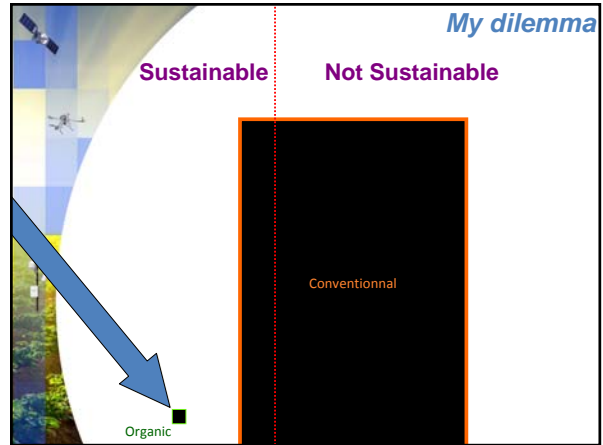 My dilemma
Sustainable Not Sustainable
Conventionnal
Organic